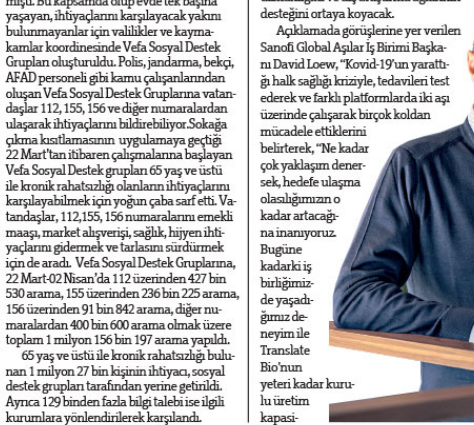 mıştı. Bu kapsamda olup evde tek başına
yaşayan, ihtiyaçlarını karşılayacak yakını
bulunmayanlar için valilikler ve kayma-
kamlar koordinesinde Vefa Sosyal Destek
Grupları oluşturuldu. Polis, jandarma, bekçi,
AFAD personeli gibi kamu çalışanlarından
oluşan Vefa Sosyal Destek Gruplarına vatan-
daşlar 112, 155, 156 ve diğer numaralardan
ulaşarak ihtiyaçlarını bildirebiliyor.Sokağa
çıkma kısıtlamasının uygulamaya geçtiği
22 Mart'tan itibaren çalışmalarına başlayan
Vefa Sosyal Destek grupları 65 yaş ve üstü
ile kronik rahatsızlığı olanların ihtiyaçlarını
karşılayabilmek için yoğun çaba sarf etti. Va-
tandaşlar, 112,155, 156 numaralarını emekli
maaşı, market alışverişi, sağlık, hijyen ihti-
yaçlarını gidermek ve tarlasını sürdürmek
için de aradı. Vefa Sosyal Destek Gruplarına,
22 Mart-02 Nisan'da 112 üzerinden 427 bin
530 arama, 155 üzerinden 236 bin 225 arama,
156 üzerinden 91 bin 842 arama, diğer nu-
maralardan 400 bin 600 arama olmak üzere
toplam 1 milyon 156 bin 197 arama yapıldı.
65 yaş ve üstü ile kronik rahatsızlığı bulu-
nan 1 milyon 27 bin kişinin ihtiyacı, sosyal
destek grupları tarafından yerine getirildi.
Ayrıca 129 binden fazla bilgi talebi ise ilgili
kurumlara yönlendirilerek karşılandı.
desteğini ortaya koyacak.
Açıklamada görüşlerine yer verilen
Sanofi Global Aşılar İş Birimi Başka-
nı David Loew, "Kovid-19'un yarattı-
ğı halk sağlığı kriziyle, tedavileri test
ederek ve farklı platformlarda iki aşı
üzerinde çalışarak birçok koldan
mücadele ettiklerini
belirterek, "Ne kadar
çok yaklaşım dener-
sek, hedefe ulaşma
olasılığımızın o
kadar artacağı-
na inanıyoruz.
Bugüne
kadarki iş
birliğimiz-
de yaşadı-
ğımız de-
neyim ile
Translate
Bio'nun
yeteri kadar kuru-
lu üretim
kapasi-